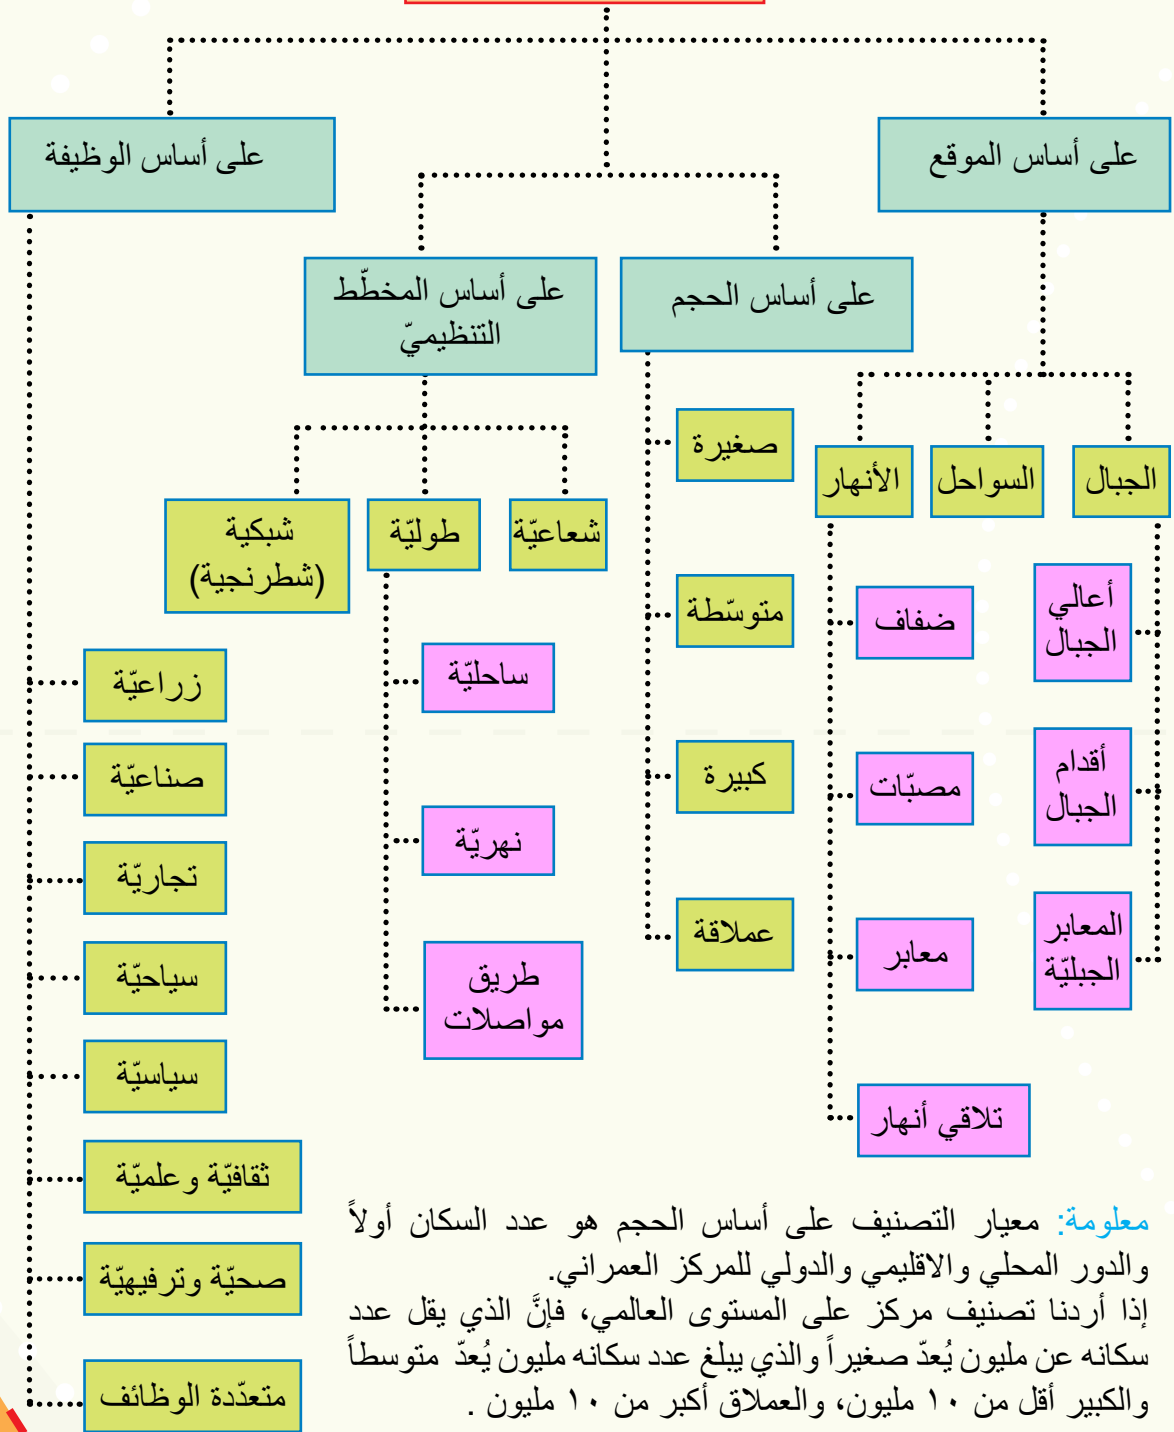 على أساس الموقع
على أساس الوظيفة
على أساس الحجم
على أساس المخطّط
التنظيميّ
الجبال
السواحل
الأنهار
أعالي
الجبال
أقدام
الجبال
المعابر
الجبليّة
ضفاف
مصبّات
معابر
تلاقي أنهار
صغيرة
متوسّطة
كبيرة
عملاقة
شعاعيّة
طوليّة
شبكية
(شطرنجية)
ساحليّة
نهريّة
طريق
مواصلات
زراعيّة
صناعيّة
تجاريّة
سياحيّة
سياسيّة
ثقافيّة وعلميّة
صحيّة وترفيهيّة
متعدّدة الوظائف
معلومة: معيار التصنيف على أساس الحجم هو عدد السكان أولاً
والدور المحلي والاقليمي والدولي للمركز العمراني.
إذا أردنا تصنيف مركز على المستوى العالمي، فإنَّ الذي يقل عدد
سكانه عن مليون يُعدّ صغيراً والذي يبلغ عدد سكانه مليون يُعدّ متوسطاً
والكبير أقل من ١٠ مليون، والعملاق أكبر من ١٠ مليون .